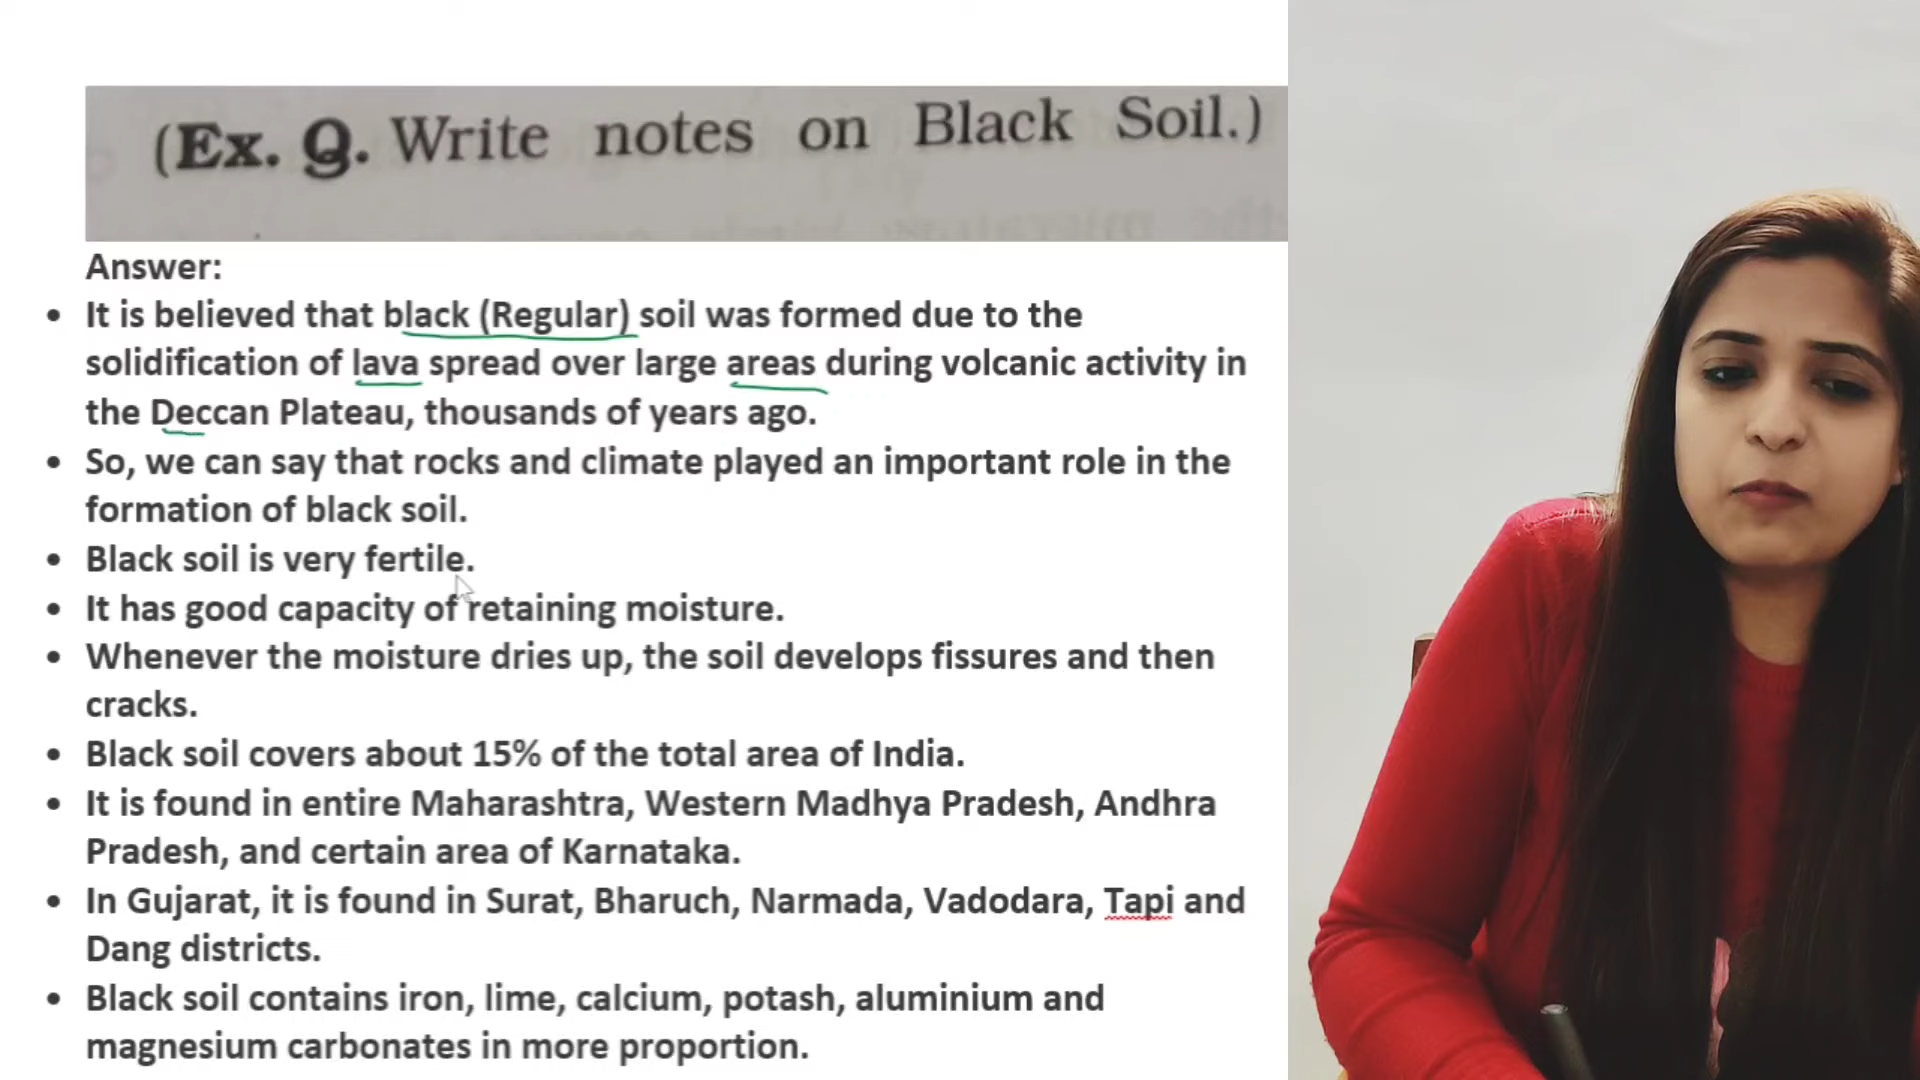 (Ex. Q. Write notes on Black Soil.)
Answer:
• It is believed that black (Regular) soil was formed due to the
solidification of lava spread over large areas during volcanic activity in
the Deccan Plateau, thousands of years ago.
• So, we can say that rocks and climate played an important role in the
formation of black soil.
• Black soil is very fertile.
• It has good capacity of retaining moisture.
• Whenever the moisture dries up, the soil develops fissures and then
cracks.
• Black soil covers about 15% of the total area of India.
• It is found in entire Maharashtra, Western Madhya Pradesh, Andhra
Pradesh, and certain area of Karnataka.
• In Gujarat, it is found in Surat, Bharuch, Narmada, Vadodara, Tapi and
Dang districts.
• Black soil contains iron, lime, calcium, potash, aluminium and
magnesium carbonates in more proportion.